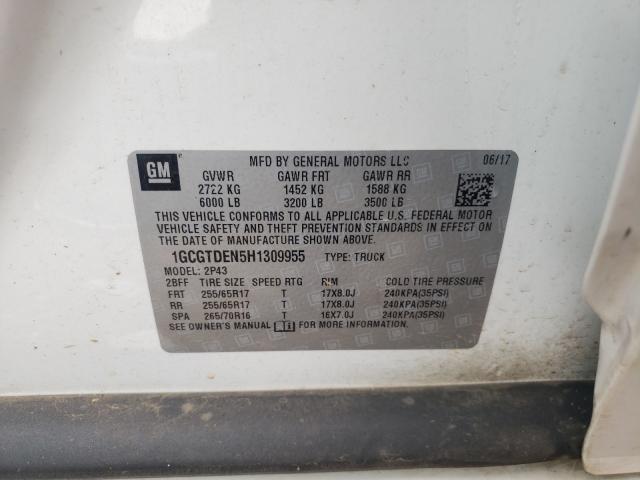 GM
MFD BY GENERAL MOTORS LLC 06/17
GVWR GAWR FRT GAWR RR
2722 KG 1452 KG 1588 KG
6000 LB 3200 LB 3500 LB
THIS VEHICLE CONFORMS TO ALL APPLICABLE U.S. FEDERAL MOTOR
VEHICLE SAFETY AND THEFT PREVENTION STANDARDS IN EFFECT ON
THE DATE OF MANUFACTURE SHOWN ABOVE.
1GCGTDEN5H1309955 TYPE: TRUCK
MODEL: 2P43
2BFF TIRE SIZE SPEED RTG RIM COLD TIRE PRESSURE
FRT 255/65R17 T 17X8.0J 240KPA(35PSI)
RR 255/65R17 T 17X8.0J 240KPA(35PSI)
SPA 265/70R16 T 16X7.0J 240KPA(35PSI)
SEE OWNER'S MANUAL FOR MORE INFORMATION.